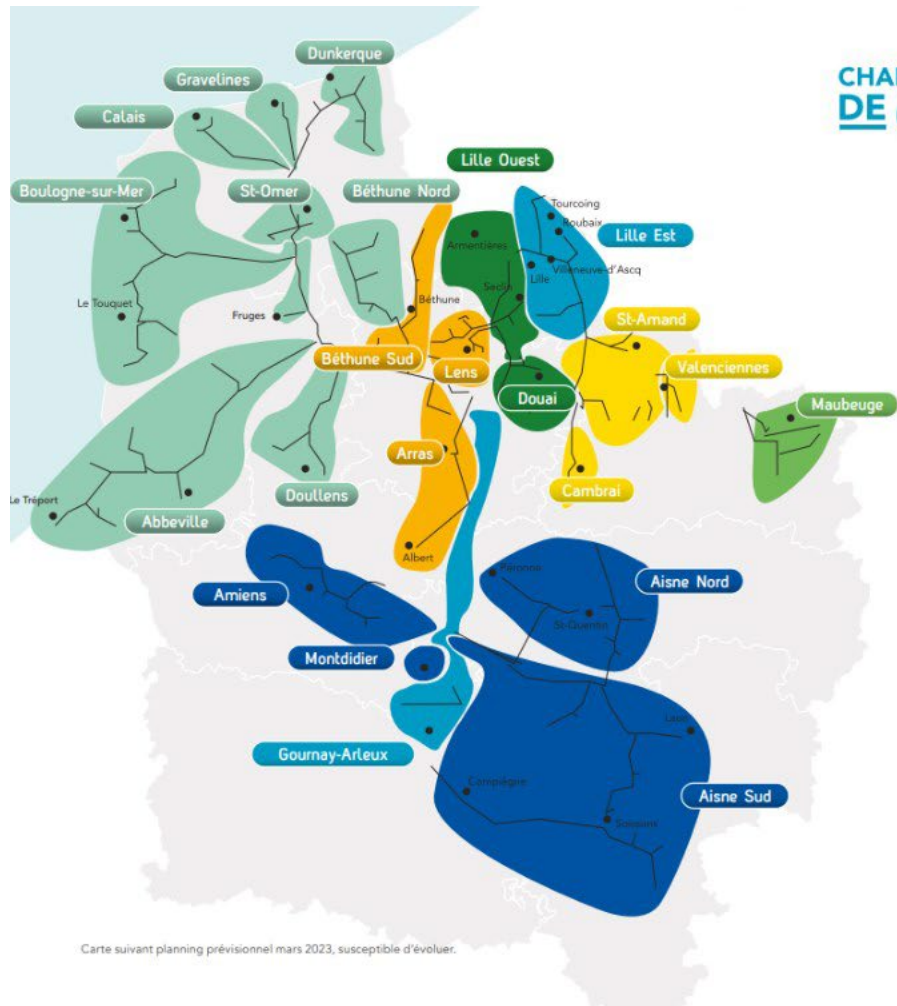 Dunkerque
Gravelines
CHA
DE
Calais
Lille Ouest
Boulogne-sur-Mer
St-Omer
Béthune Nord
Tourcoing
Roubaix
Armentières
Lille Est
Villeneuve-d'Ascq
Lille
Seclin
Le Touquet
Béthune
Fruges
St-Amand
Béthune Sud
Lens
Valenciennes
Douai
Maubeuge
Arras
Doullens
Cambrai
Le Tréport
Abbeville
Albert
Péronne
Aisne Nord
Amiens
St-Quentin
Montdidier
Laon
Gournay-Arleux
Compiègne
Aisne Sud
Soissons
Carte suivant planning prévisionnel mars 2023, susceptible d'évoluer.